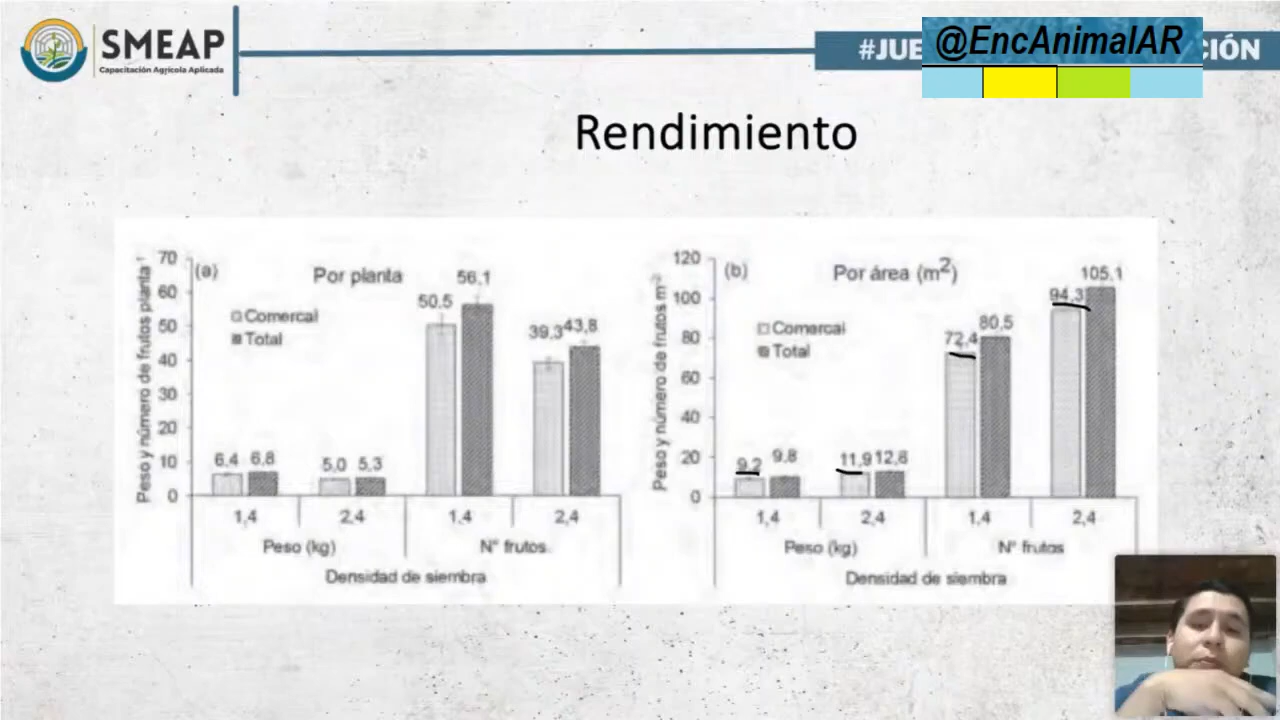 SMEAP
Capacitación Agrícola Aplicada
#JUE
@EncAnimalAR
CIÓN
Rendimiento
(a)
Por planta
Comercal
Total
Peso y número de frutos planta⁻¹
70
60
50
40
30
20
10
0
6,4
6,8
5,0
5,3
50,5
56,1
39,3
43,8
1,4
2,4
1,4
2,4
Peso (kg)
N° frutos
Densidad de siembra
(b)
Por área (m²)
Comercal
Total
Peso y número de frutos m⁻²
120
100
80
60
40
20
0
9,2
9,8
11,9
12,8
72,4
80,5
94,3
105,1
1,4
2,4
1,4
2,4
Peso (kg)
N° frutos
Densidad de siembra